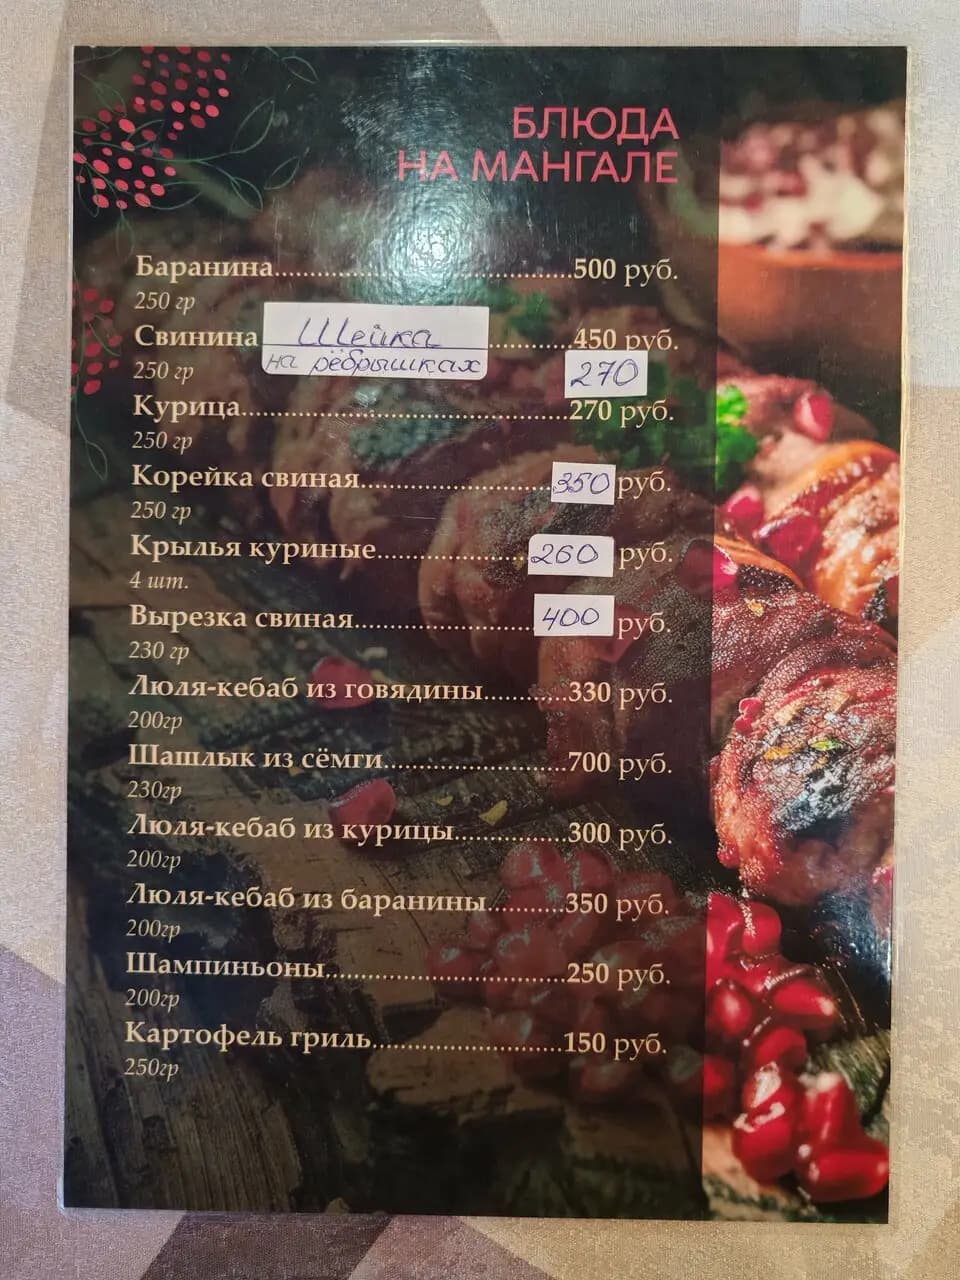 БЛЮДА
НА МАНГАЛЕ
Баранина..............................500 руб.
250 гр
Свинина Шейка ..........450 руб.
на рёбрышках 270
250 гр
Курица.................................270 руб.
250 гр
Корейка свиная....................350 руб.
250 гр
Крылья куриные................260 руб.
4 шт.
Вырезка свиная...................400 руб.
230 гр
Люля-кебаб из говядины.........330 руб.
200гр
Шашлык из сёмги...................700 руб.
230гр
Люля-кебаб из курицы............300 руб.
200гр
Люля-кебаб из баранины........350 руб.
200гр
Шампиньоны.........................250 руб.
200гр
Картофель гриль....................150 руб.
250гр